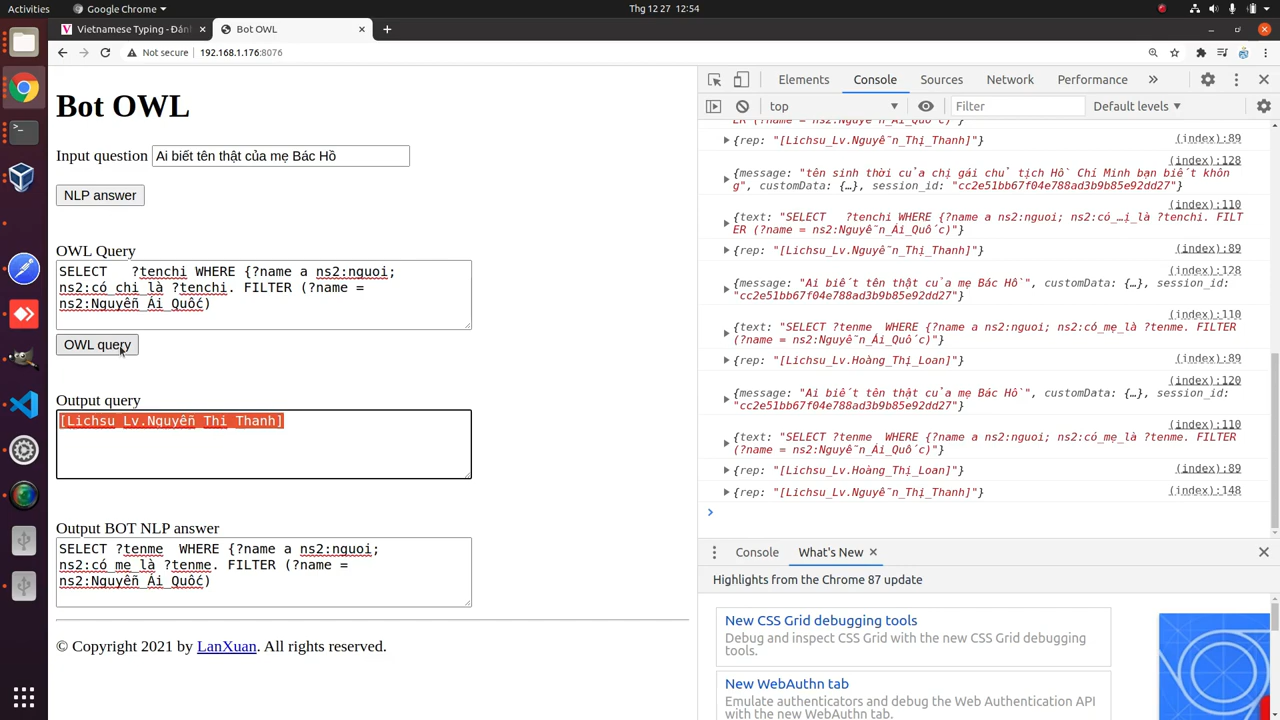 Activities
Google Chrome
Thg 12 27 12:54
Vietnamese Typing - Đánh
Bot OWL
Not secure
192.168.1.176:8076
Bot OWL
Input question
Ai biết tên thật của mẹ Bác Hồ
NLP answer
OWL Query
SELECT ?tenchi WHERE {?name a ns2:nguoi;
ns2:có_chị_là ?tenchi. FILTER (?name =
ns2:Nguyễn_Ái_Quốc)
OWL query
Output query
[Lichsu_Lv.Nguyễn_Thị_Thanh]
Output BOT NLP answer
SELECT ?tenme WHERE {?name a ns2:nguoi;
ns2:có_mẹ_là ?tenme. FILTER (?name =
ns2:Nguyễn_Ái_Quốc)
© Copyright 2021 by LanXuan. All rights reserved.
Elements
Console
Sources
Network
Performance
top
Filter
Default levels
ER (?name = ns2:Nguyễn_Ái_Quốc)"}
{rep: "[Lichsu_Lv.Nguyễn_Thị_Thanh]"}
(index):89
(index):128
{message: "tên sinh thời của chị gái chủ tịch Hồ Chí Minh bạn biết khôn
g", customData: {…}, session_id: "cc2e51bb67f04e788ad3b9b85e92dd27"}
(index):110
{text: "SELECT ?tenchi WHERE {?name a ns2:nguoi; ns2:có_…ị_là ?tenchi. FILT
ER (?name = ns2:Nguyễn_Ái_Quốc)"}
{rep: "[Lichsu_Lv.Nguyễn_Thị_Thanh]"}
(index):89
(index):128
{message: "Ai biết tên thật của mẹ Bác Hồ", customData: {…}, session_id:
"cc2e51bb67f04e788ad3b9b85e92dd27"}
(index):110
{text: "SELECT ?tenme WHERE {?name a ns2:nguoi; ns2:có_mẹ_là ?tenme. FILTER
(?name = ns2:Nguyễn_Ái_Quốc)"}
{rep: "[Lichsu_Lv.Hoàng_Thị_Loan]"}
(index):89
(index):120
{message: "Ai biết tên thật của mẹ Bác Hồ", customData: {…}, session_id:
"cc2e51bb67f04e788ad3b9b85e92dd27"}
(index):110
{text: "SELECT ?tenme WHERE {?name a ns2:nguoi; ns2:có_mẹ_là ?tenme. FILTER
(?name = ns2:Nguyễn_Ái_Quốc)"}
{rep: "[Lichsu_Lv.Hoàng_Thị_Loan]"}
(index):89
{rep: "[Lichsu_Lv.Nguyễn_Thị_Thanh]"}
(index):148
Console
What's New
Highlights from the Chrome 87 update
New CSS Grid debugging tools
Debug and inspect CSS Grid with the new CSS Grid debugging
tools.
New WebAuthn tab
Emulate authenticators and debug the Web Authentication API
with the new WebAuthn tab.